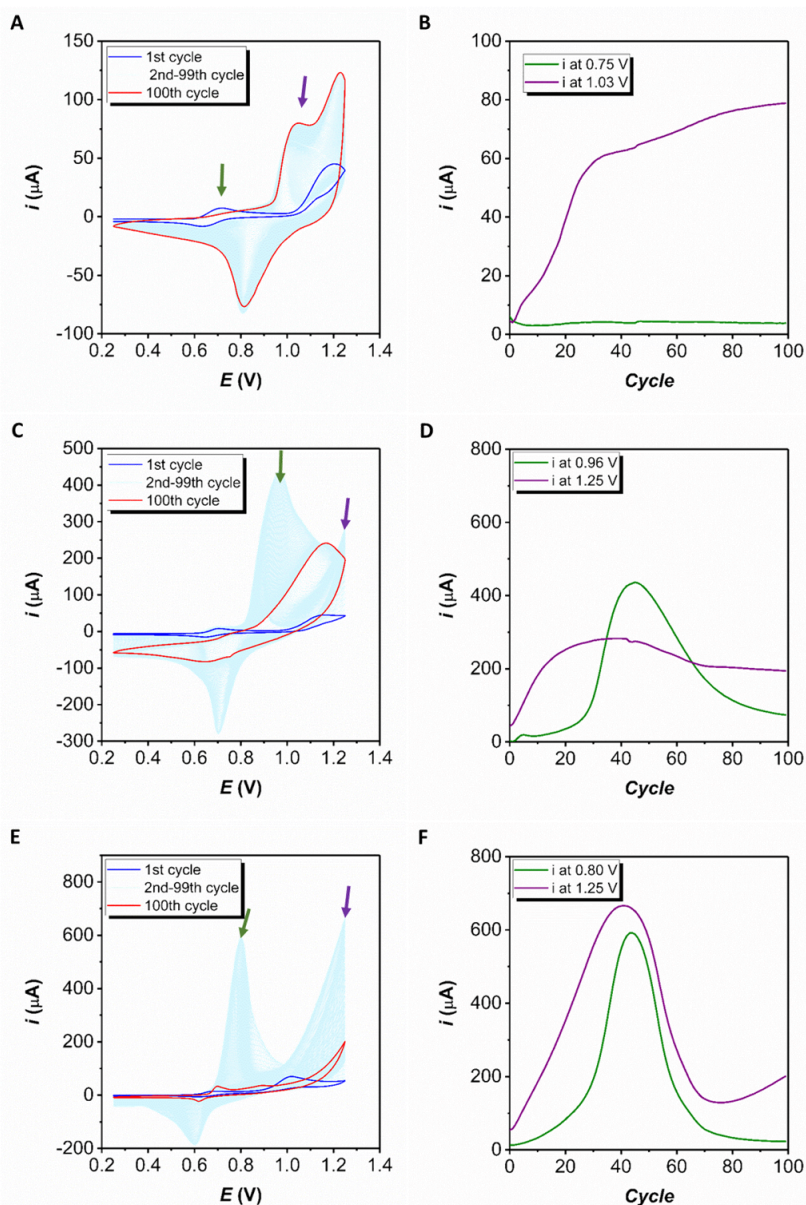 A
1st cycle
2nd-99th cycle
100th cycle
i (μA)
150
100
50
0
-50
-100
0.2 0.4 0.6 0.8 1.0 1.2 1.4
E (V)
B
i at 0.75 V
i at 1.03 V
i (μA)
100
80
60
40
20
0
0 20 40 60 80 100
Cycle
C
1st cycle
2nd-99th cycle
100th cycle
i (μA)
500
400
300
200
100
0
-100
-200
-300
0.2 0.4 0.6 0.8 1.0 1.2 1.4
E (V)
D
i at 0.96 V
i at 1.25 V
i (μA)
800
600
400
200
0
0 20 40 60 80 100
Cycle
E
1st cycle
2nd-99th cycle
100th cycle
i (μA)
800
600
400
200
0
-200
0.2 0.4 0.6 0.8 1.0 1.2 1.4
E (V)
F
i at 0.80 V
i at 1.25 V
i (μA)
800
600
400
200
0
0 20 40 60 80 100
Cycle